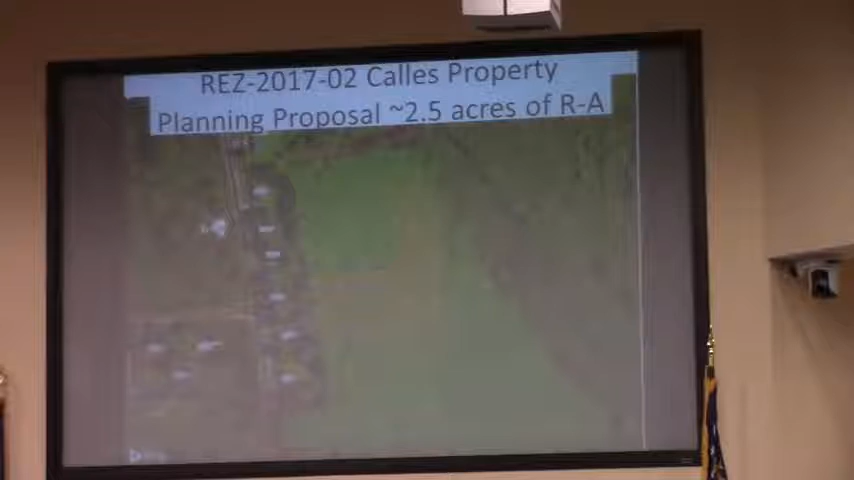 REZ-2017-02 Calles Property
Planning Proposal ~2.5 acres of R-A